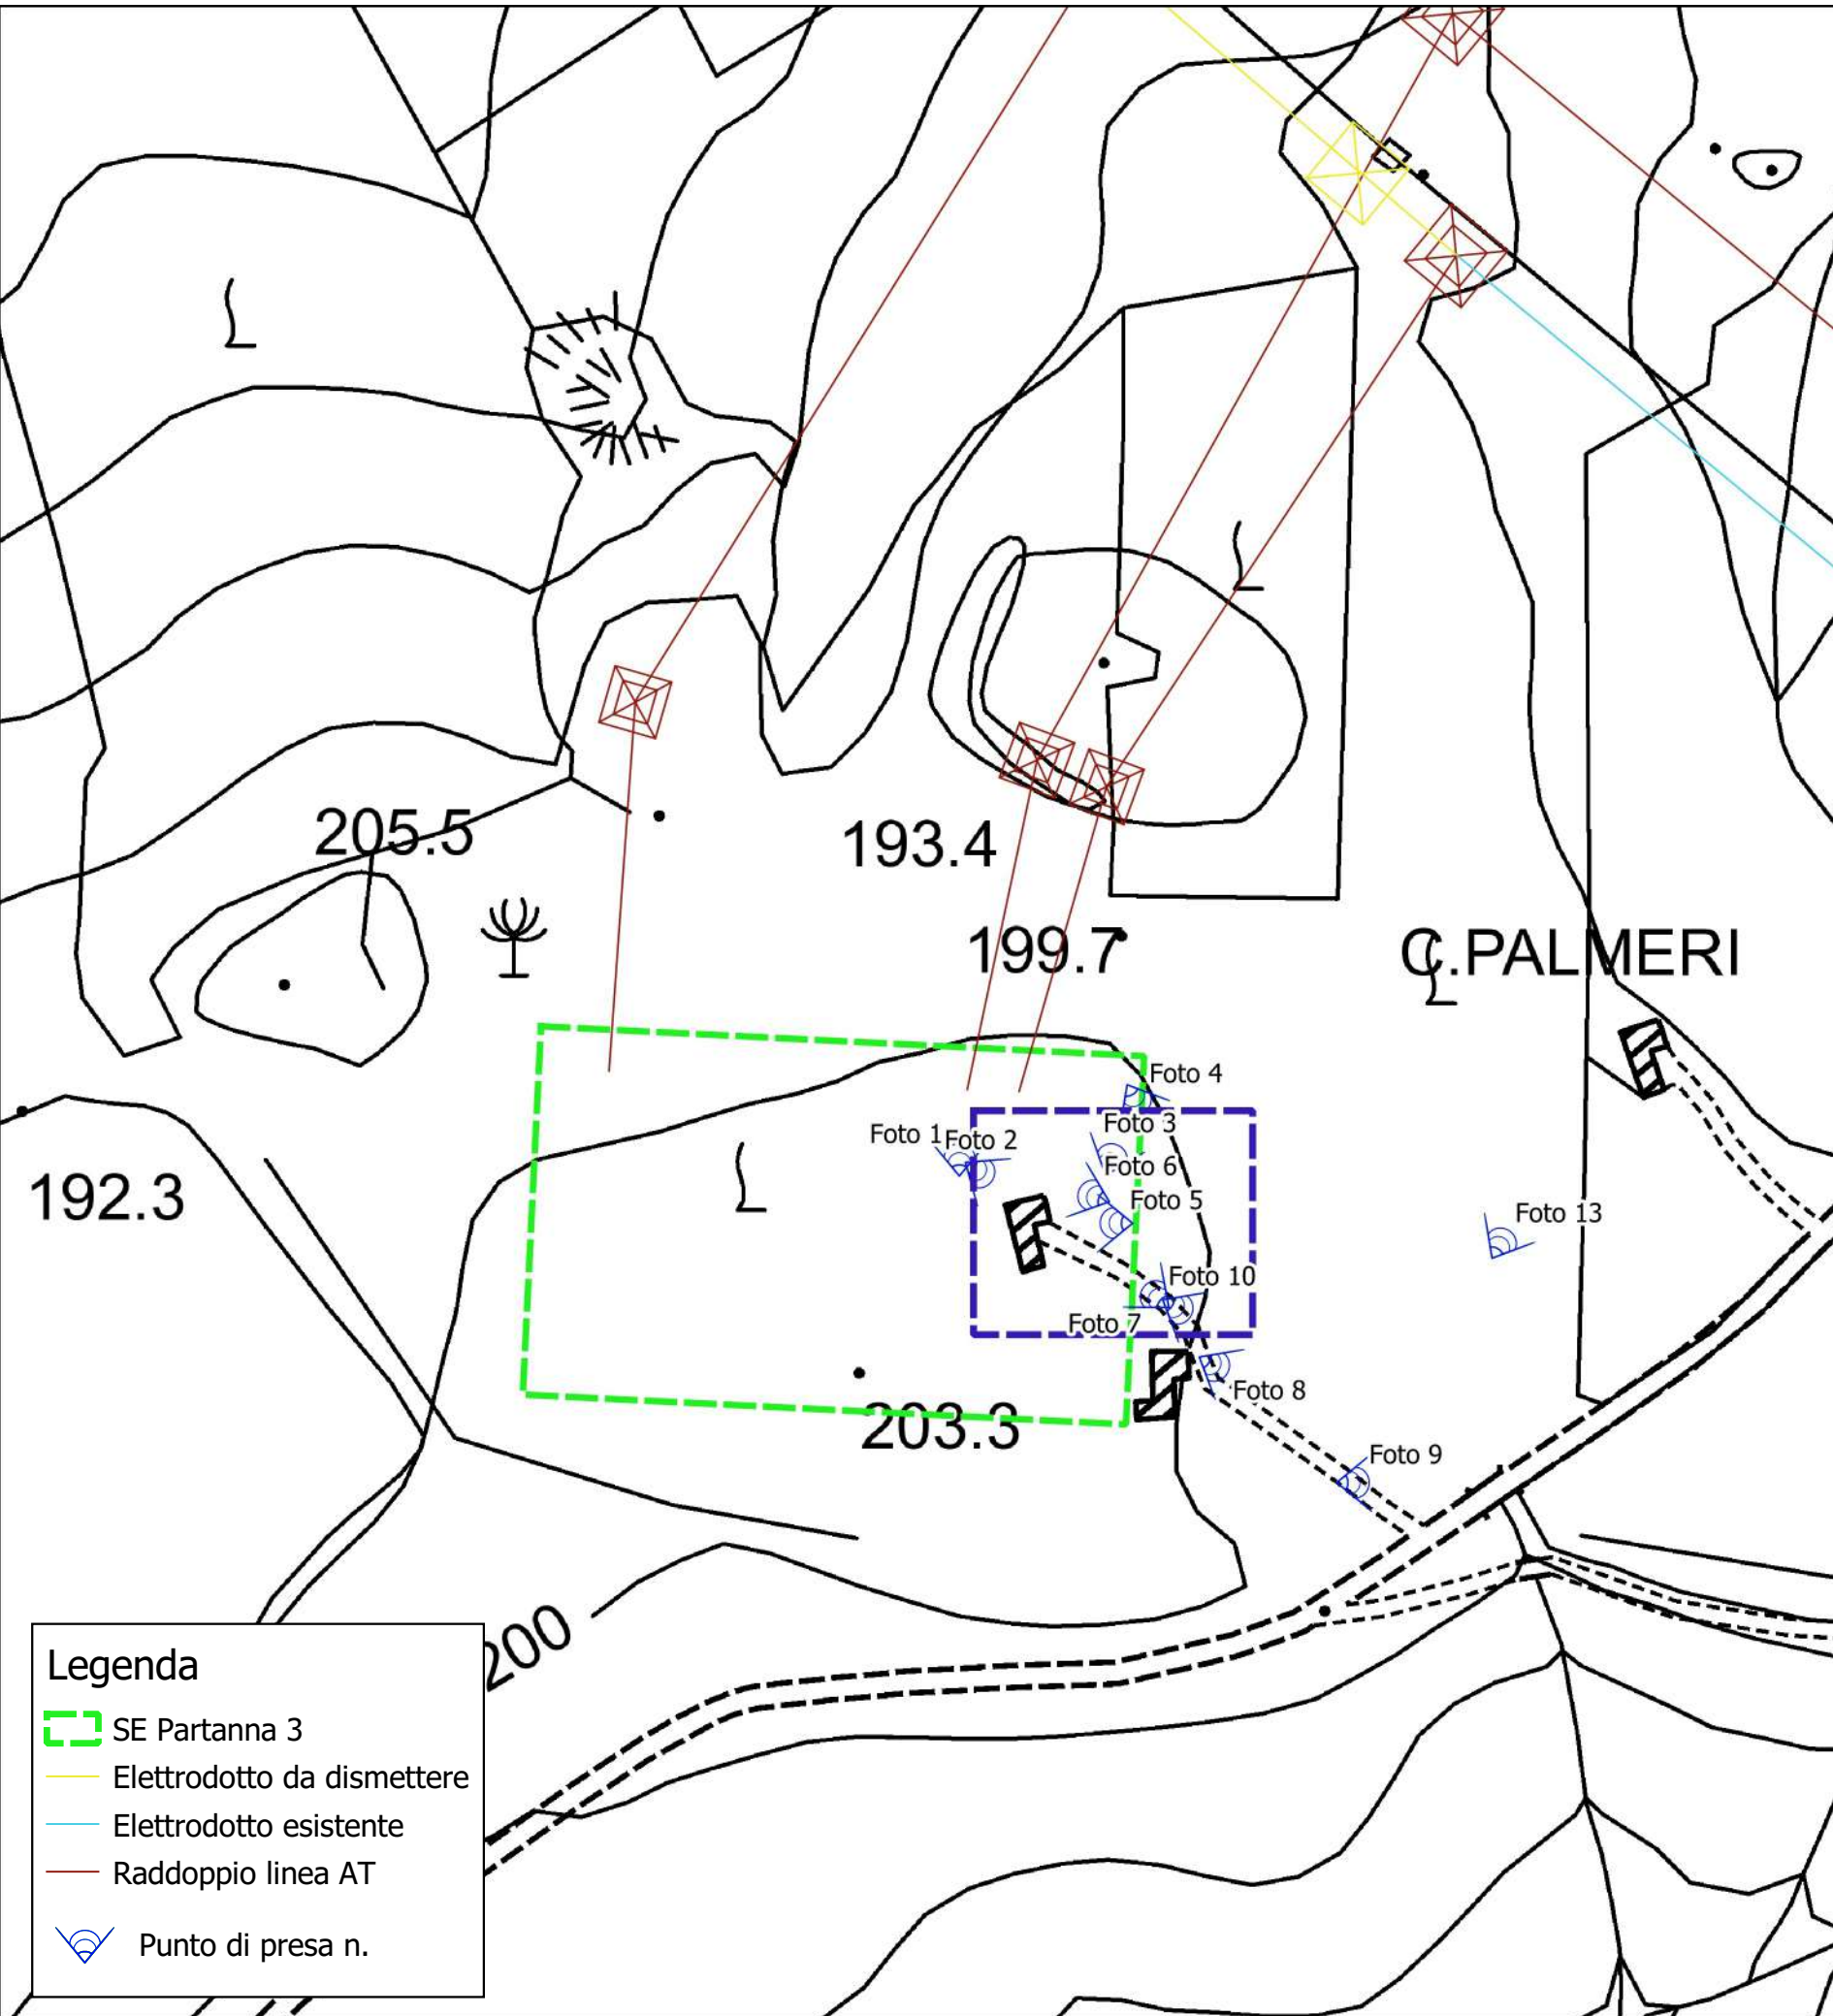 205.5
193.4
199.7
C.PALMERI
Foto 4
Foto 3
Foto 1
Foto 2
Foto 6
192.3
Foto 5
Foto 13
Foto 10
Foto 7
Foto 8
203.3
Foto 9
200
Legenda
SE Partanna 3
Elettrodotto da dismettere
Elettrodotto esistente
Raddoppio linea AT
Punto di presa n.